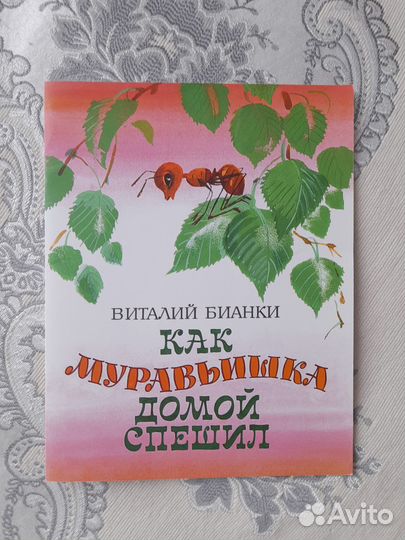 ВИТАЛИЙ БИАНКИ
КАК
МУРАВЬИШКА
ДОМОЙ
СПЕШИЛ
Avito